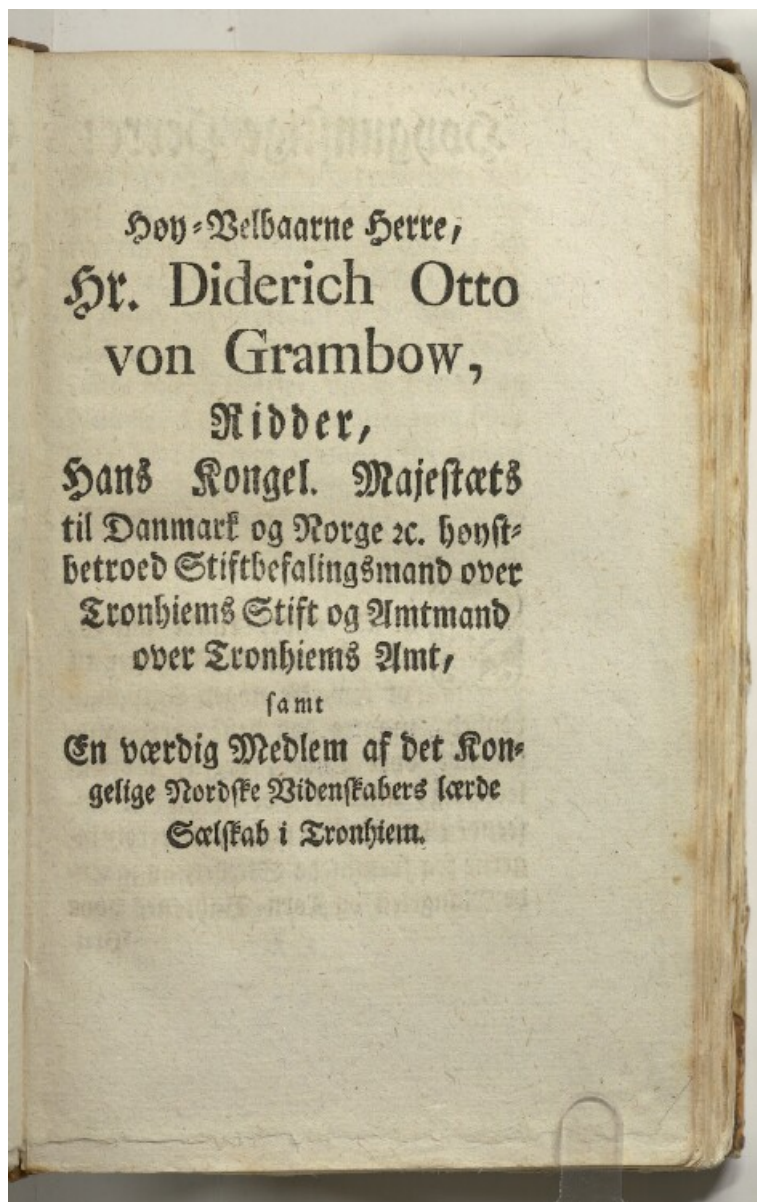 Høy-Velbaarne Herre,
Hr. Diderich Otto
von Grambow,
Ridder,
Hans Kongel. Majestæts
til Danmark og Norge ꝛc. høyst-
betroed Stiftbefalingsmand over
Tronhiems Stift og Amtmand
over Tronhiems Amt,
samt
En værdig Medlem af det Kon-
gelige Nordske Videnskabers lærde
Sælskab i Tronhiem.